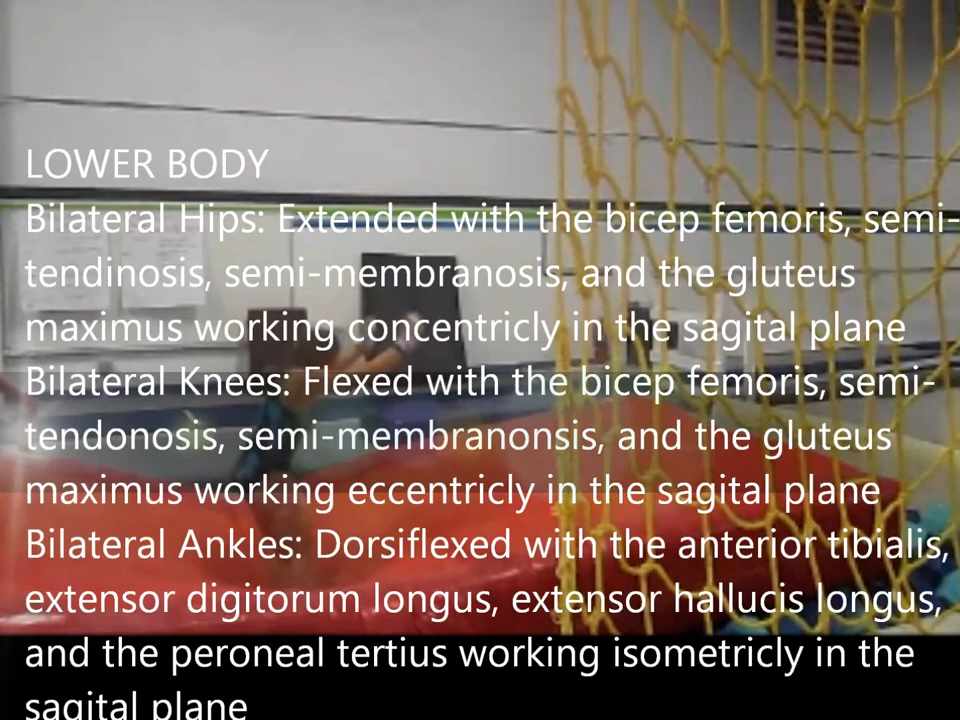 LOWER BODY
Bilateral Hips: Extended with the bicep femoris, semi-
tendinosis, semi-membranosis, and the gluteus
maximus working concentricly in the sagital plane
Bilateral Knees: Flexed with the bicep femoris, semi-
tendonosis, semi-membranonsis, and the gluteus
maximus working eccentricly in the sagital plane
Bilateral Ankles: Dorsiflexed with the anterior tibialis,
extensor digitorum longus, extensor hallucis longus,
and the peroneal tertius working isometricly in the
sagital plane